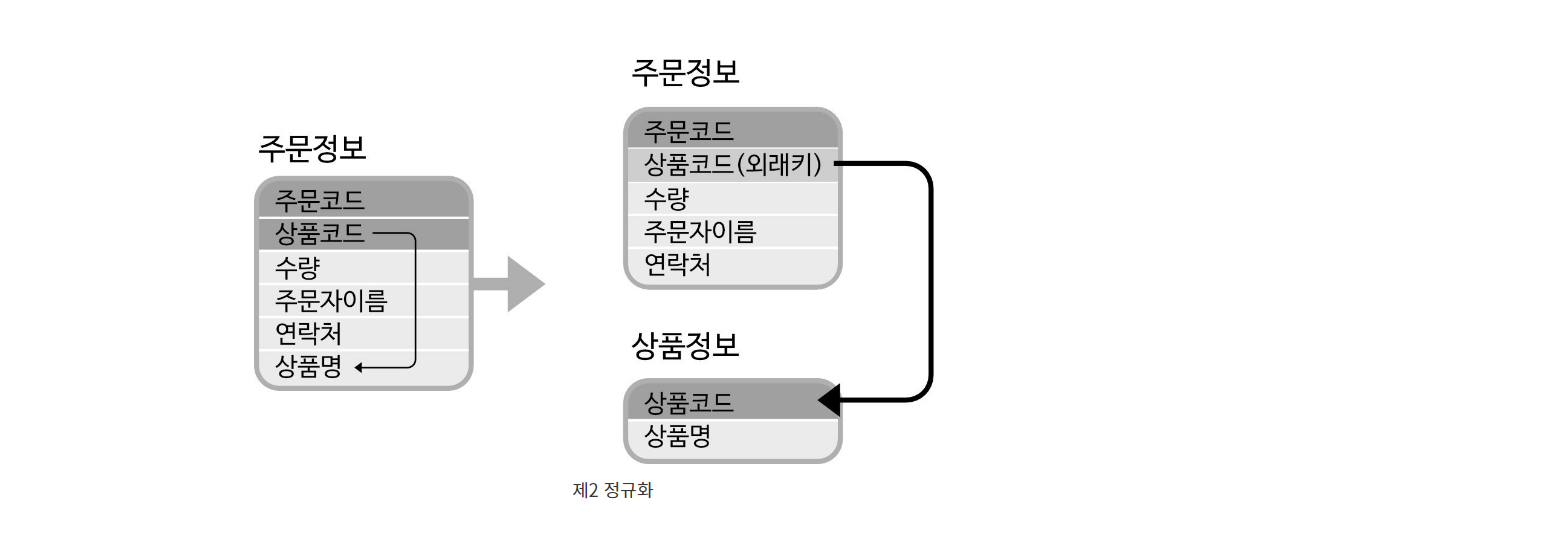 주문정보
주문코드
상품코드
수량
주문자이름
연락처
상품명
주문정보
주문코드
상품코드(외래키)
수량
주문자이름
연락처
상품정보
상품코드
상품명
제2 정규화